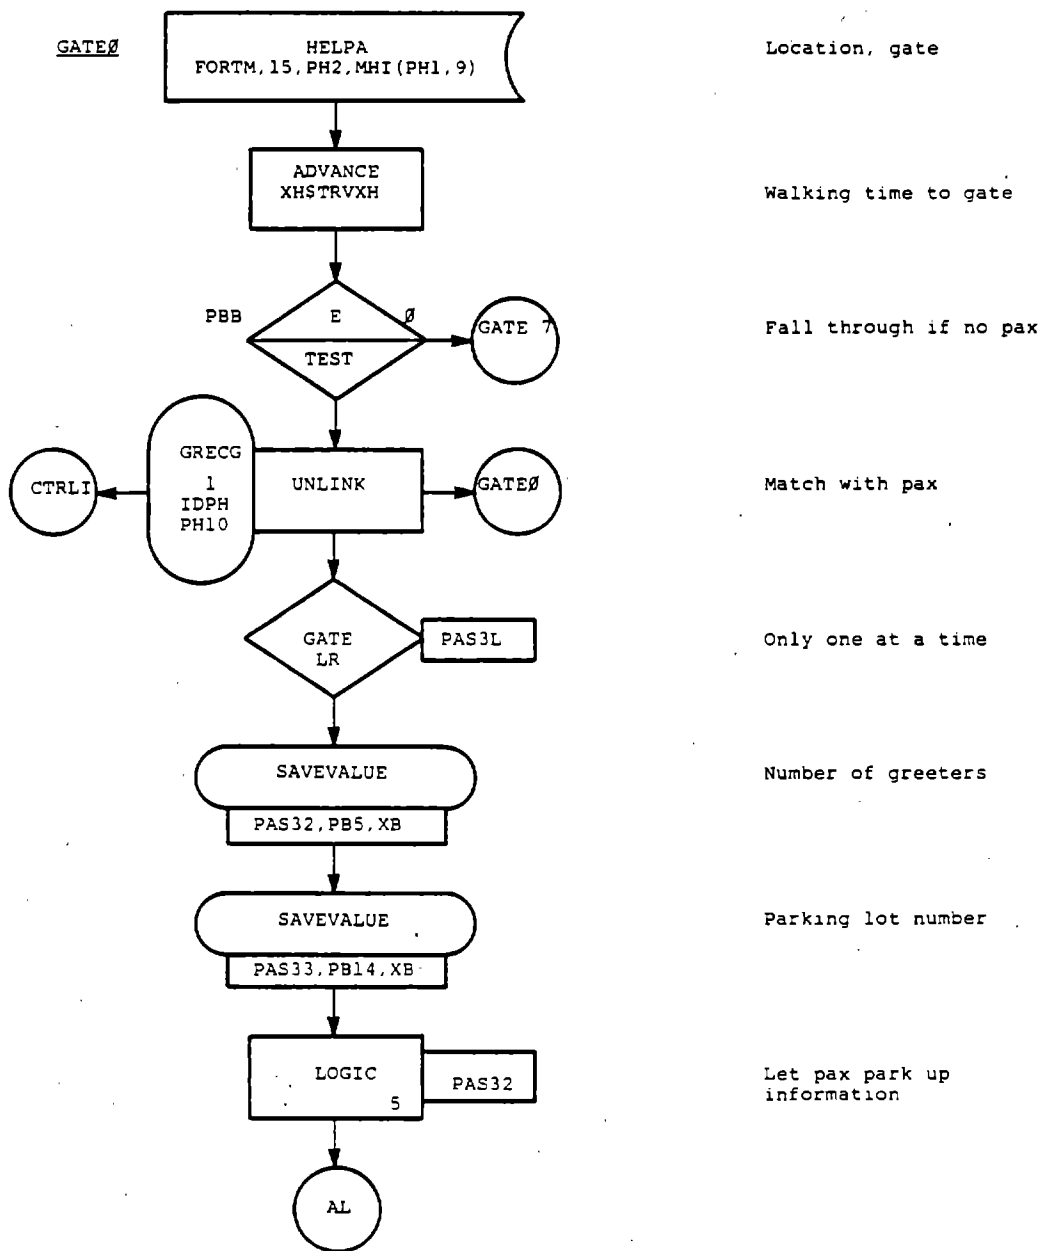 GATEØ
HELPA
FORTM,15,PH2,MHI(PH1,9)
Location, gate
ADVANCE
XH$TRVXH
Walking time to gate
PBB
E
Ø
TEST
GATE 7
Fall through if no pax
CTRLI
GRECG
1
IDPH
PH10
UNLINK
GATEØ
Match with pax
GATE
LR
PAS3L
Only one at a time
SAVEVALUE
PAS32,PB5,XB
Number of greeters
SAVEVALUE
PAS33,PB14,XB
Parking lot number
LOGIC
5
PAS32
Let pax park up
information
AL